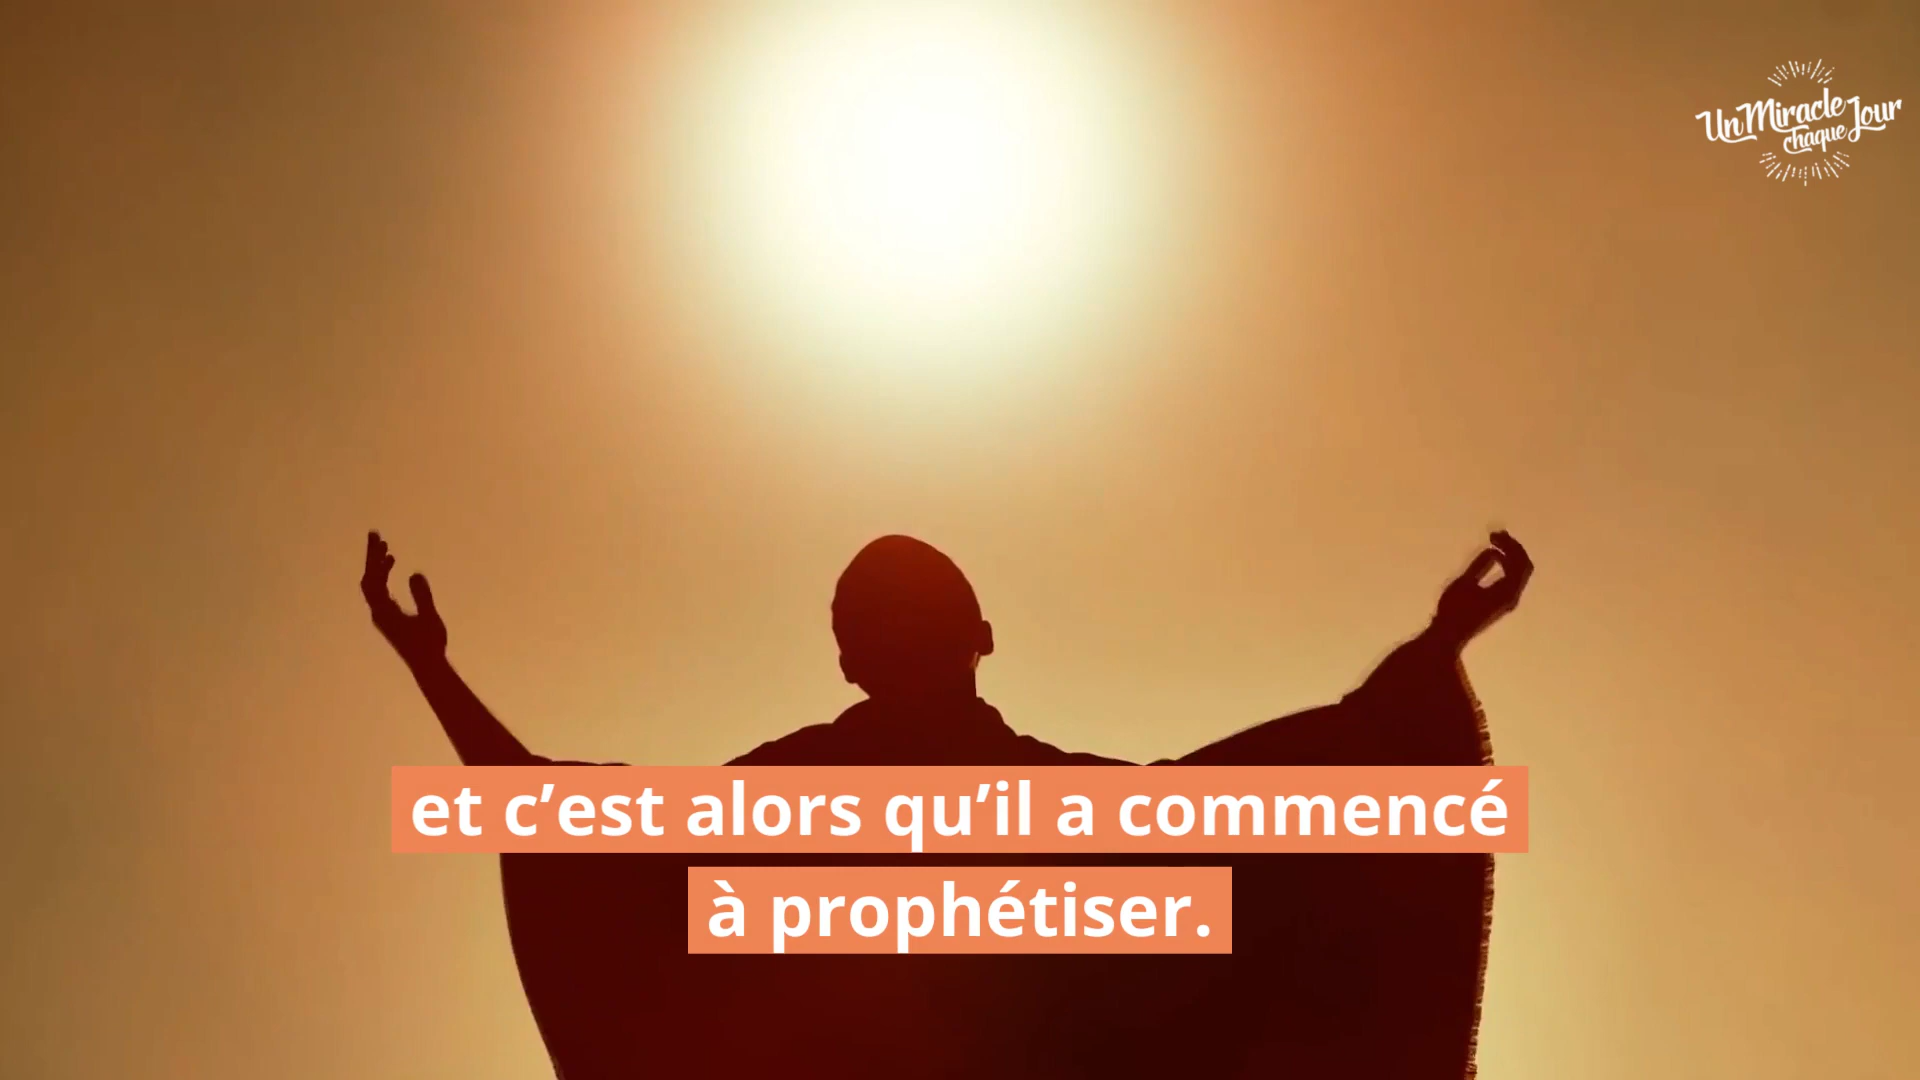 Un Miracle
chaque Jour
et c’est alors qu’il a commencé
à prophétiser.